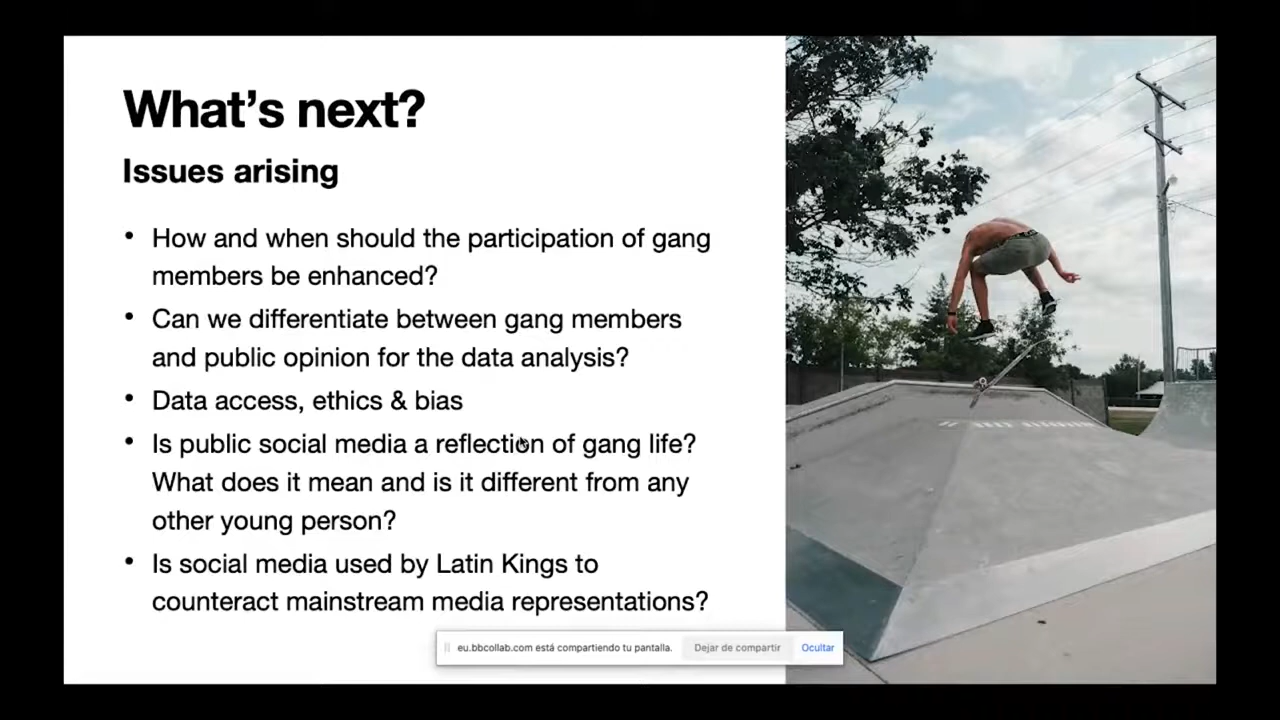 What's next?
Issues arising
• How and when should the participation of gang
members be enhanced?
• Can we differentiate between gang members
and public opinion for the data analysis?
• Data access, ethics & bias
• Is public social media a reflection of gang life?
What does it mean and is it different from any
other young person?
• Is social media used by Latin Kings to
counteract mainstream media representations?
eu.bbcollab.com está compartiendo tu pantalla. Dejar de compartir Ocultar